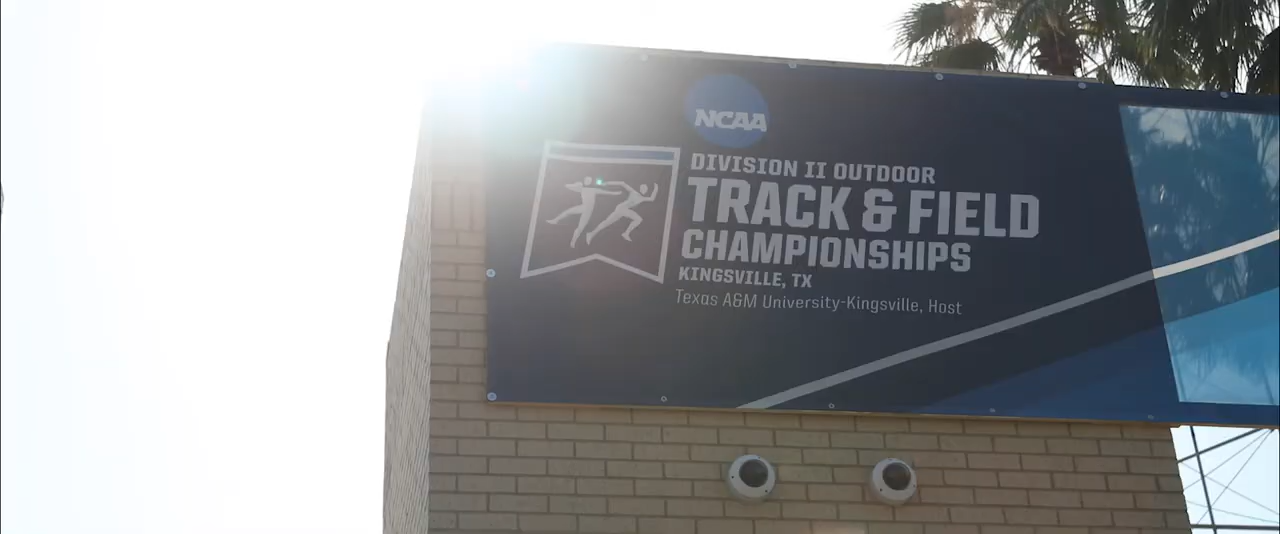 NCAA
DIVISION II OUTDOOR
TRACK & FIELD
CHAMPIONSHIPS
KINGSVILLE, TX
Texas A&M University-Kingsville, Host